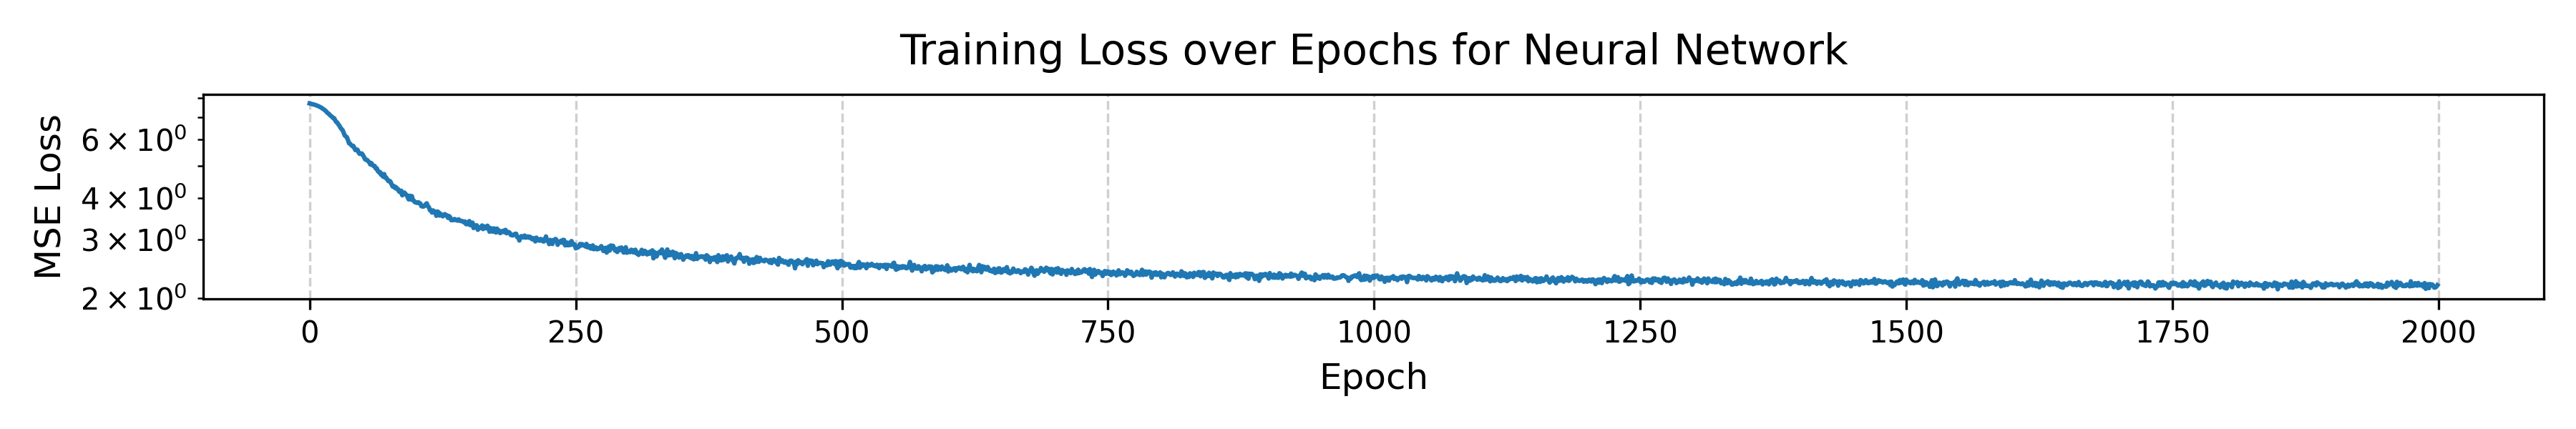 Training Loss over Epochs for Neural Network
MSE Loss
6 × 10⁰
4 × 10⁰
3 × 10⁰
2 × 10⁰
0 250 500 750 1000 1250 1500 1750 2000
Epoch